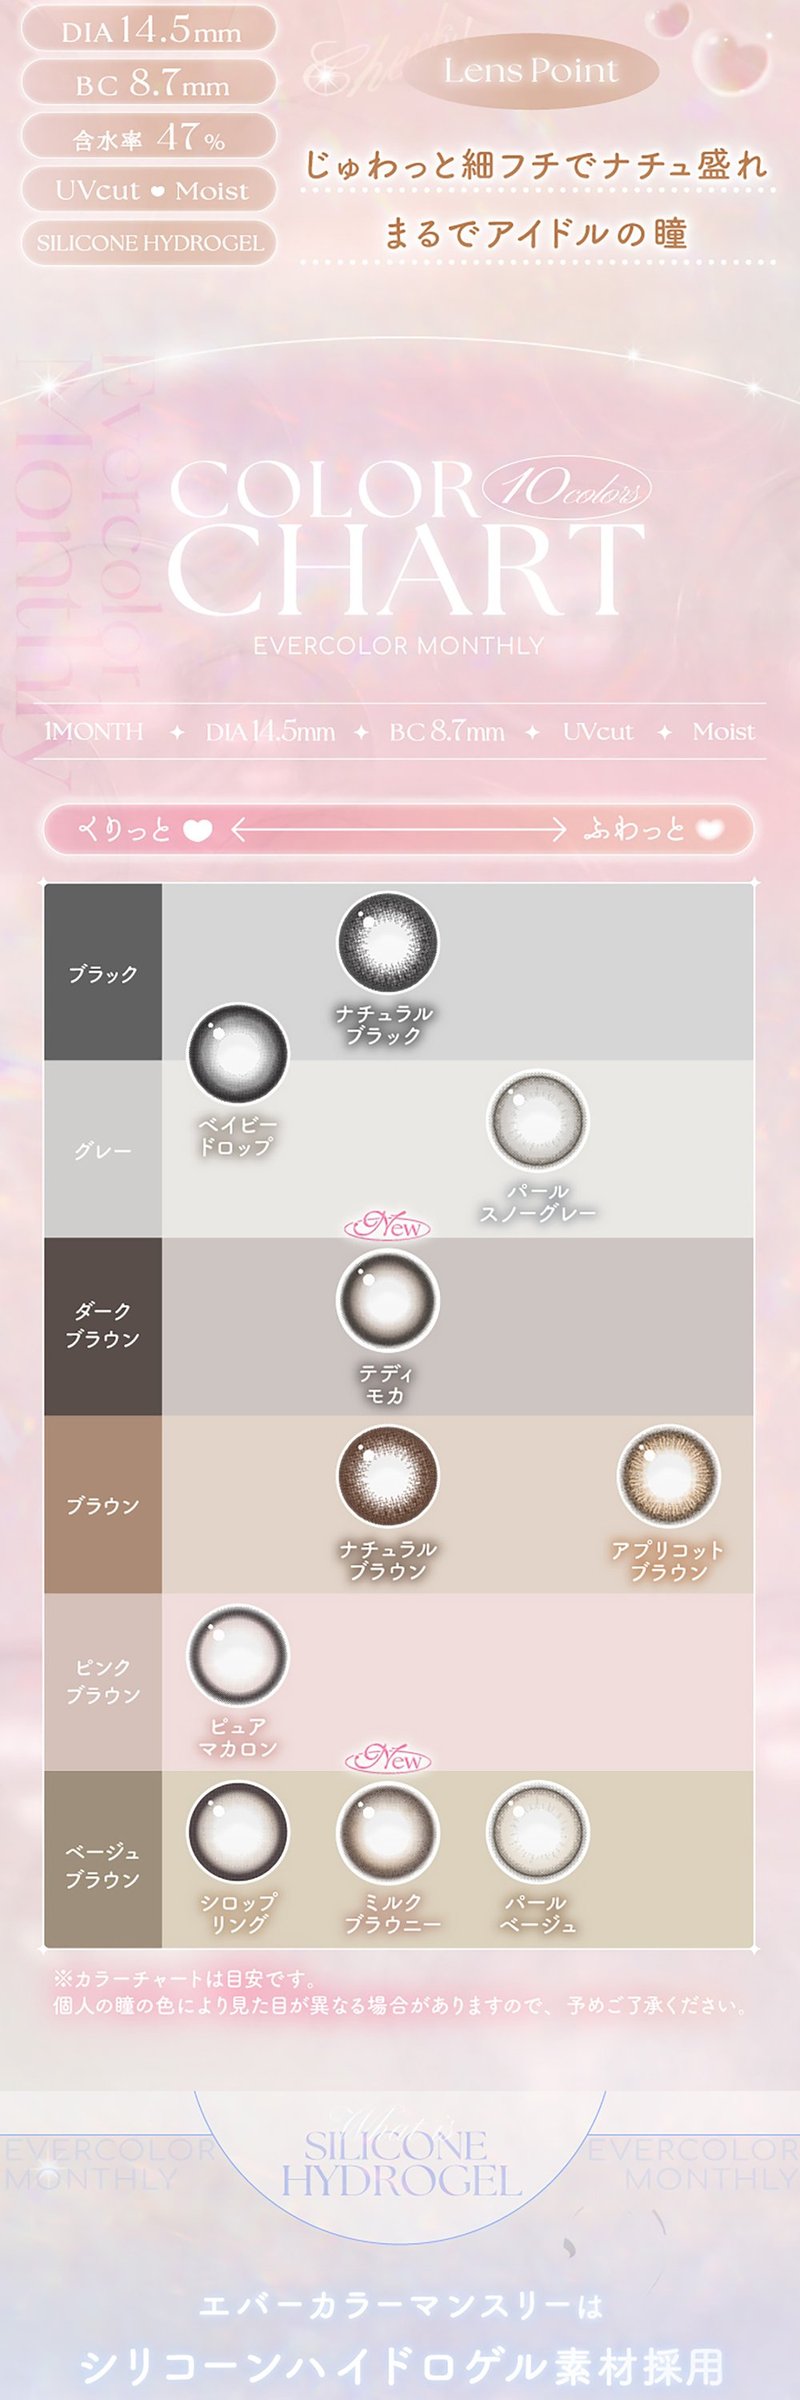 DIA 14.5mm
BC 8.7mm
含水率 47%
UVcut Moist
SILICONE HYDROGEL
Lens Point
じゅわっと細フチでナチュ盛れ
まるでアイドルの瞳
Evercolor
Monthly
COLOR 10colors
CHART
EVERCOLOR MONTHLY
1MONTH DIA 14.5mm BC 8.7mm UVcut Moist
くりっと ふわっと
ブラック
ナチュラル
ブラック
ベイビー
ドロップ
グレー
パール
スノーグレー
New
ダーク
ブラウン
テディ
モカ
ブラウン
ナチュラル
ブラウン
アプリコット
ブラウン
ピンク
ブラウン
ピュア
マカロン
New
ベージュ
ブラウン
シロップ
リング
ミルク
ブラウニー
パール
ベージュ
※カラーチャートは目安です。
個人の瞳の色により見た目が異なる場合がありますので、予めご了承ください。
What is
SILICONE
HYDROGEL
EVERCOLOR
MONTHLY
EVERCOLOR
MONTHLY
エバーカラーマンスリーは
シリコーンハイドロゲル素材採用